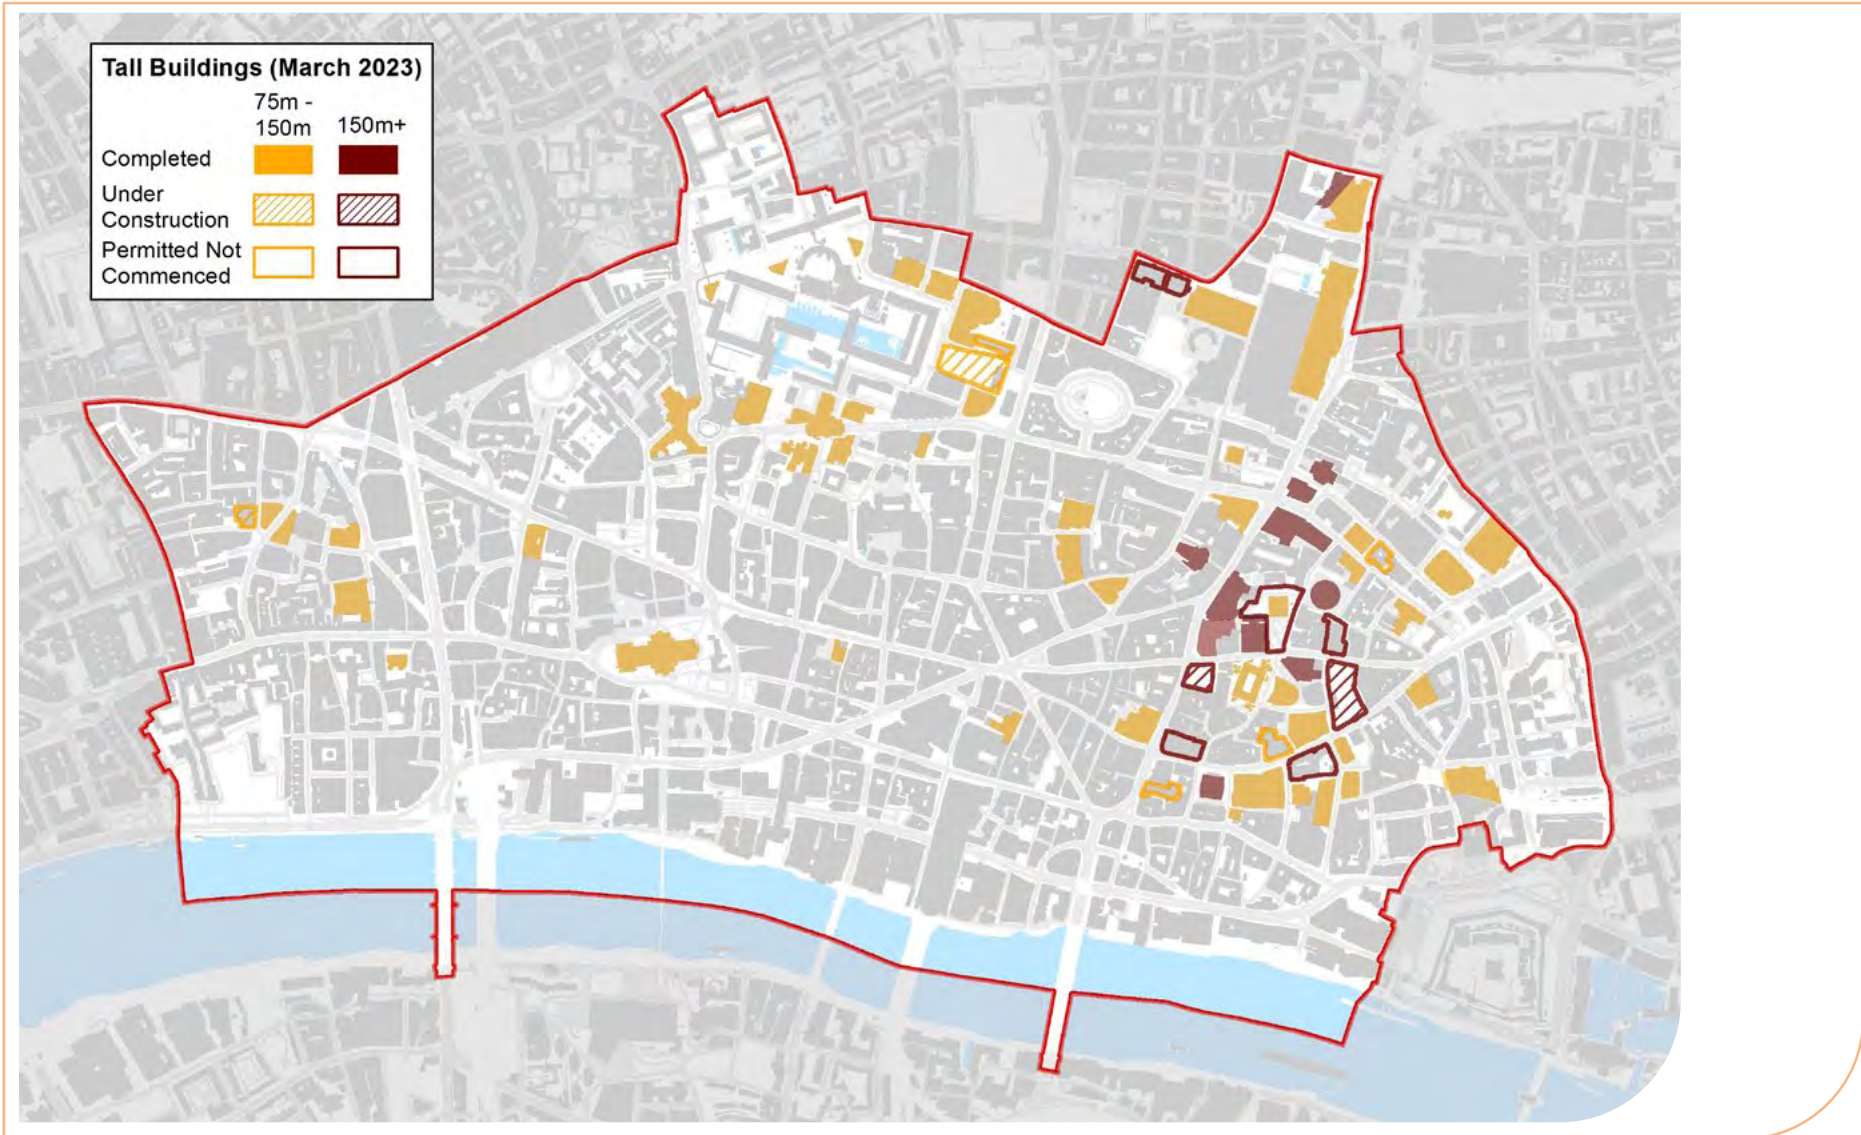 Tall Buildings (March 2023)
75m -
150m
150m+
Completed
Under
Construction
Permitted Not
Commenced